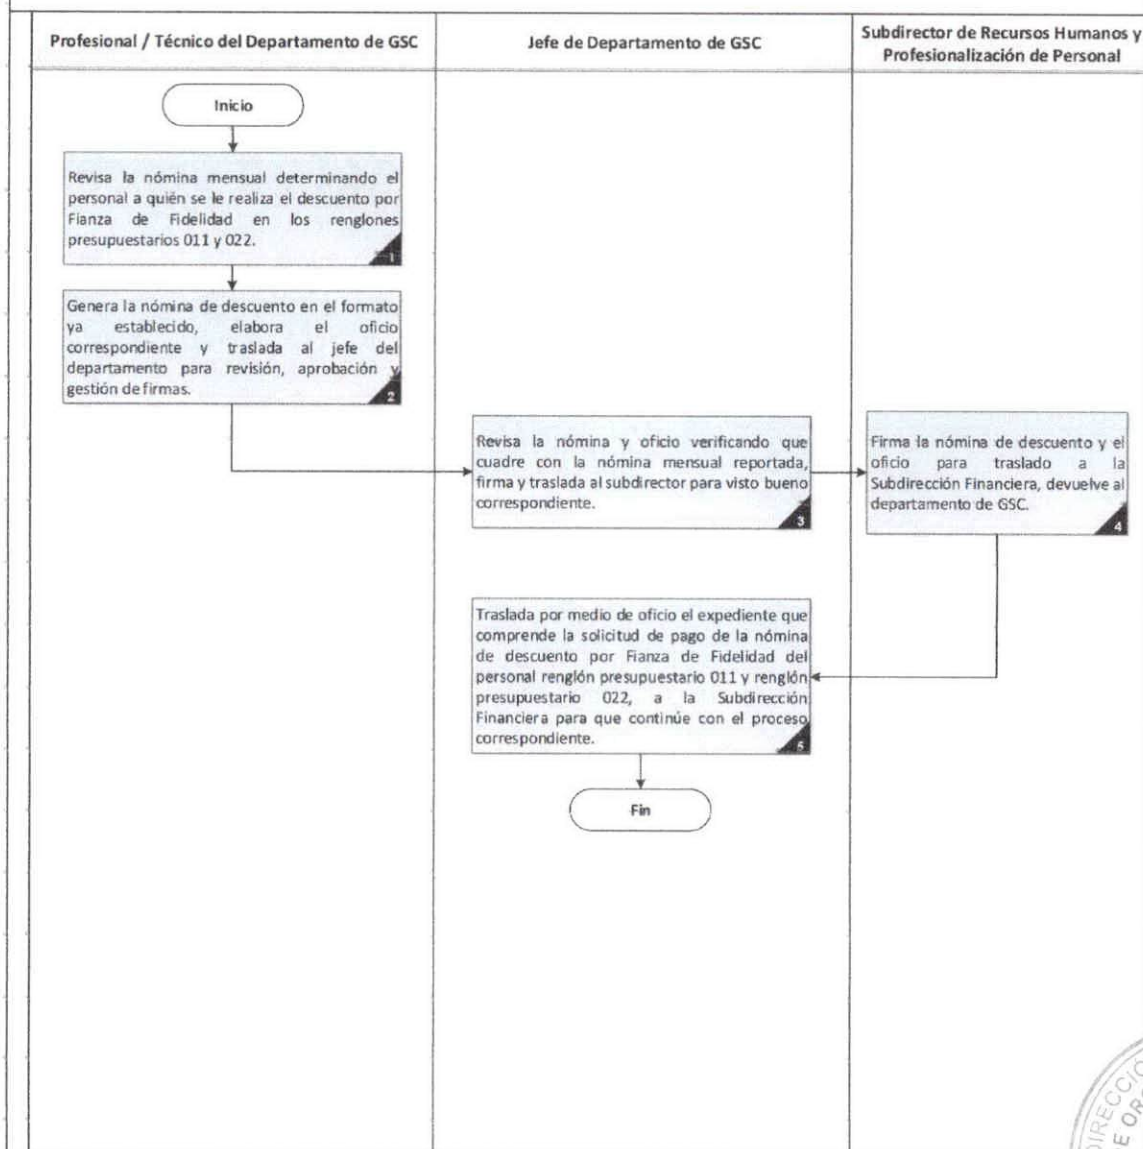 Profesional / Técnico del Departamento de GSC
Jefe de Departamento de GSC
Subdirector de Recursos Humanos y
Profesionalización de Personal
Inicio
Revisa la nómina mensual determinando el
personal a quién se le realiza el descuento por
Fianza de Fidelidad en los renglones
presupuestarios 011 y 022.
1
Genera la nómina de descuento en el formato
ya establecido, elabora el oficio
correspondiente y traslada al jefe del
departamento para revisión, aprobación y
gestión de firmas.
2
Revisa la nómina y oficio verificando que
cuadre con la nómina mensual reportada,
firma y traslada al subdirector para visto bueno
correspondiente.
3
Firma la nómina de descuento y el
oficio para traslado a la
Subdirección Financiera, devuelve al
departamento de GSC.
4
Traslada por medio de oficio el expediente que
comprende la solicitud de pago de la nómina
de descuento por Fianza de Fidelidad del
personal renglón presupuestario 011 y renglón
presupuestario 022, a la Subdirección
Financiera para que continúe con el proceso
correspondiente.
5
Fin